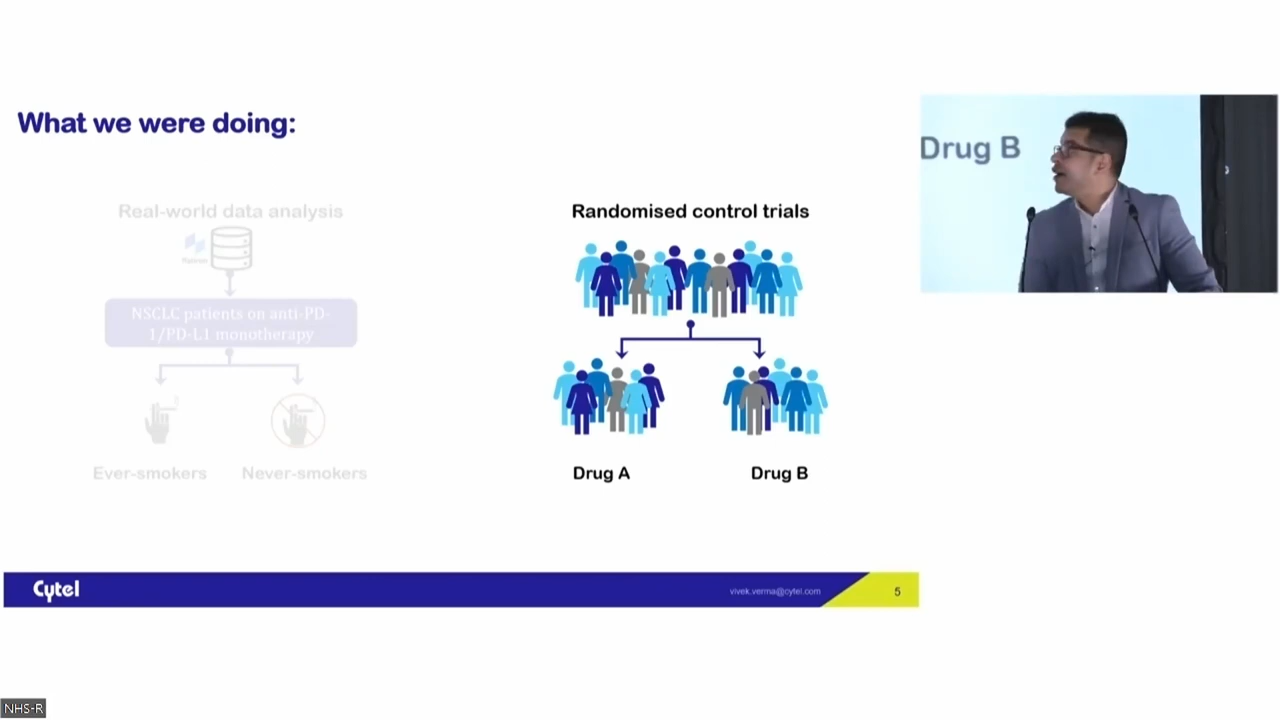 What we were doing:
Real-world data analysis
NSCLC patients on anti-PD-
1/PD-L1 monotherapy
Ever-smokers
Never-smokers
Randomised control trials
Drug A
Drug B
Drug B
Cytel
vivek.verma@cytel.com
5
NHS-R